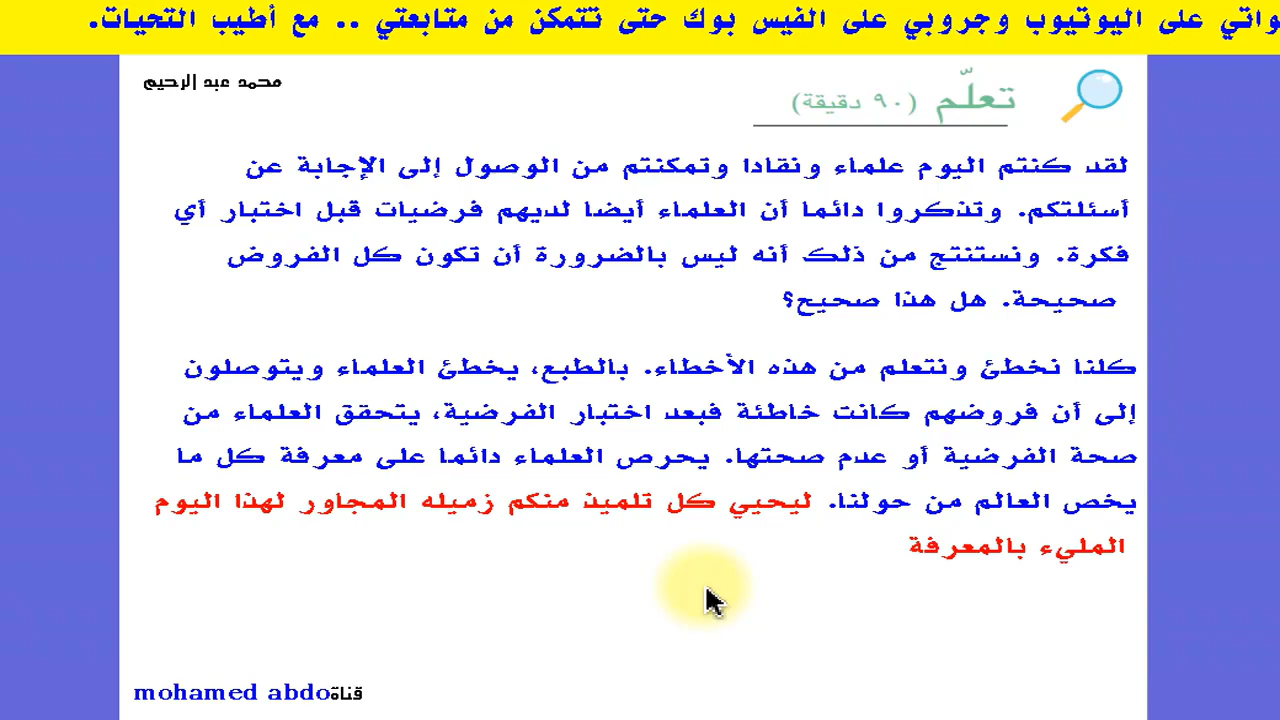 على اليوتيوب وجروبي على الفيس بوك حتى تتمكن من متابعتي .. مع أطيب التحيات.
محمد عبد الرحيم
تعلّم (٩٠ دقيقة)
لقد كنتم اليوم علماء ونقادا وتمكنتم من الوصول إلى الإجابة عن
أسئلتكم. وتذكروا دائما أن العلماء أيضا لديهم فرضيات قبل اختبار أي
فكرة. ونستنتج من ذلك أنه ليس بالضرورة أن تكون كل الفروض
صحيحة. هل هذا صحيح؟
كلنا نخطئ ونتعلم من هذه الأخطاء. بالطبع، يخطئ العلماء ويتوصلون
إلى أن فروضهم كانت خاطئة فبعد اختبار الفرضية، يتحقق العلماء من
صحة الفرضية أو عدم صحتها. يحرص العلماء دائما على معرفة كل ما
يخص العالم من حولنا. ليحيي كل تلميذ منكم زميله المجاور لهذا اليوم
المليء بالمعرفة
قناة mohamed abdo